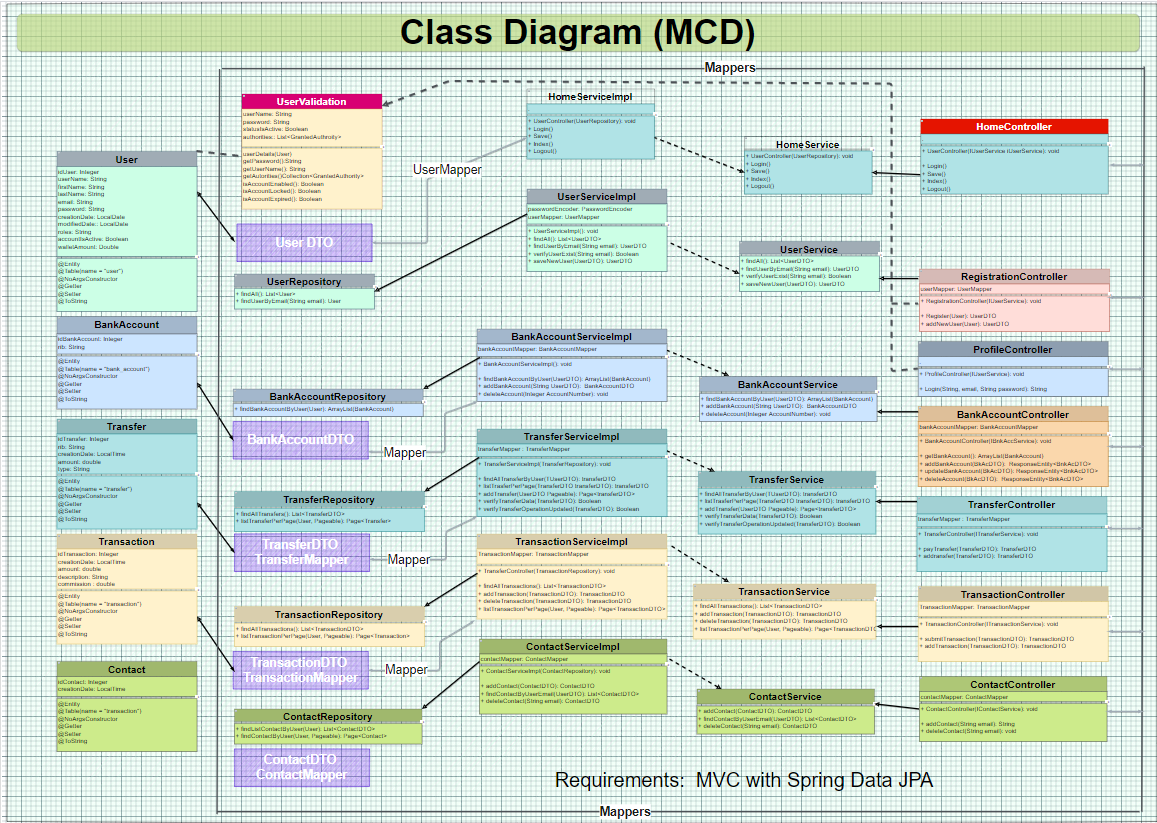 Class Diagram (MCD)
Mappers
UserValidation
userName: String
password: String
statusIsActive: Boolean
authorities: List<GrantedAuthroity>
userDetails(User)
getPassword():String
getUserName(): String
getAutorities()Collection<GrantedAuthority>
isAccountEnabled(): Boolean
isAccountLocked(): Boolean
isAccountExpired(): Boolean
HomeServiceImpl
+ UserController(UserRepository): void
+ Login()
+ Save()
+ Index()
+ Logout()
HomeService
+ UserController(UserRepository): void
+ Login()
+ Save()
+ Index()
+ Logout()
HomeController
+ UserController(IUserService IUserService): void
+ Login()
+ Save()
+ Index()
+ Logout()
User
idUser: Integer
userName: String
firstName: String
lastName: String
email: String
password: String
creationDate: LocalDate
modifiedDate: LocalDate
roles: String
accountIsActive: Boolean
walletAmount: Double
@Entity
@Table(name = "user")
@NoArgsConstructor
@Getter
@Setter
@ToString
UserMapper
User DTO
UserServiceImpl
passwordEncoder: PasswordEncoder
userMapper: UserMapper
+ UserServiceImpl(): void
+ findAll(): List<UserDTO>
+ findUserByEmail(String email): UserDTO
+ verifyUserExist(String email): Boolean
+ saveNewUser(UserDTO): UserDTO
UserService
+ findAll(): List<UserDTO>
+ findUserByEmail(String email): UserDTO
+ verifyUserExist(String email): Boolean
+ saveNewUser(UserDTO): UserDTO
UserRepository
+ findAll(): List<User>
+ findUserByEmail(String email): User
RegistrationController
userMapper: UserMapper
+ RegistrationController(IUserService): void
+ Register(User): UserDTO
+ addNewUser(User): UserDTO
BankAccount
idBankAccount: Integer
rib: String
@Entity
@Table(name = "bank_account")
@NoArgsConstructor
@Getter
@Setter
@ToString
BankAccountServiceImpl
bankAccountMapper: BankAccountMapper
+ BankAccountServiceImpl(): void
+ findBankAccountByUser(UserDTO): ArrayList(BankAccount)
+ addBankAccount(String UserDTO): BankAccountDTO
+ deleteAccount(Integer AccountNumber): void
ProfileController
+ ProfileController(IUserService): void
+ Login(String email, String password): String
BankAccountService
+ findBankAccountByUser(UserDTO): ArrayList(BankAccount)
+ addBankAccount(String UserDTO): BankAccountDTO
+ deleteAccount(Integer AccountNumber): void
BankAccountRepository
+ findBankAccountByUser(User): ArrayList(BankAccount)
BankAccountDTO
Mapper
BankAccountController
bankAccountMapper: BankAccountMapper
+ BankAccountController(IBnkAccService): void
+ getBankAccount(): ArrayList(BankAccount)
+ addBankAccount(BkAcDTO): ResponseEntity<BnkAcDTO>
+ updateBankAccount(BkAcDTO): ResponseEntity<BnkAcDTO>
+ deleteAccount(BkAcDTO): ResponseEntity<BnkAcDTO>
Transfer
idTransfer: Integer
rib: String
creationDate: LocalTime
amount: double
type: String
@Entity
@Table(name = "transfer")
@NoArgsConstructor
@Getter
@Setter
@ToString
TransferServiceImpl
transferMapper: TransferMapper
+ TransferServiceImpl(TransferRepository): void
+ findAllTransferByUser(TUserDTO): transferDTO
+ listTrasferPerPage(TransferDTO transferDTO): transferDTO
+ addTransfer(UserDTO Pageable): Page<transferDTO>
+ verifyTransferData(TransferDTO): Boolean
+ verifyTransferOperationUpdated(TransferDTO): Boolean
TransferService
+ findAllTransferByUser(TUserDTO): transferDTO
+ listTrasferPerPage(TransferDTO transferDTO): transferDTO
+ addTransfer(UserDTO Pageable): Page<transferDTO>
+ verifyTransferData(TransferDTO): Boolean
+ verifyTransferOperationUpdated(TransferDTO): Boolean
TransferRepository
+ findAllTransfers(): List<Transfer>
+ listTransferPerPage(User, Pageable): Page<Transfer>
TransferDTO
TransferMapper
Mapper
TransferController
transferMapper : TransferMapper
+ TransferController(ITransferService): void
+ payTransfer(TransferDTO): TransferDTO
+ addtransfer(TransferDTO): TransferDTO
Transaction
idTransaction: Integer
creationDate: LocalTime
amount: double
description: String
commission : double
@Entity
@Table(name = "transaction")
@NoArgsConstructor
@Getter
@Setter
@ToString
TransactionServiceImpl
TransactionMapper: TransactionMapper
+ TransferController(TransactionRepository): void
+ findAllTransactions(): List<TransactionDTO>
+ addTransaction(TransactionDTO): TransactionDTO
+ deleteTransaction(TransactionDTO): TransactionDTO
+ listTransactionPerPage(User, Pageable): Page<TransactionDTO>
TransactionService
+ findAllTransactions(): List<TransactionDTO>
+ addTransaction(TransactionDTO): TransactionDTO
+ deleteTransaction(TransactionDTO): TransactionDTO
+ listTransactionPerPage(User, Pageable): Page<TransactionDTO
TransactionRepository
+ findAllTransactions(): List<TransactionDTO>
+ listTransactionPerPage(User, Pageable): Page<Transaction>
TransactionDTO
TransactionMapper
Mapper
TransactionController
TransactionMapper: TransactionMapper
+ TransactionController(ITransactionService): void
+ submitTransaction(TransactionDTO): TransactionDTO
+ addTransaction(TransactionDTO): TransactionDTO
Contact
idContact: Integer
creationDate: LocalTime
@Entity
@Table(name = "transaction")
@NoArgsConstructor
@Getter
@Setter
@ToString
ContactServiceImpl
contactMapper: ContactMapper
+ ContactServiceImpl(ContactRepository): void
+ addContact(ContactDTO): ContactDTO
+ findContactByUserEmail(UserDTO): List<ContactDTO>
+ deleteContact(String email): ContactDTO
ContactService
+ addContact(ContactDTO): ContactDTO
+ findContactByUserEmail(UserDTO): List<ContactDTO>
+ deleteContact(String email): ContactDTO
ContactController
contactMapper: ContactMapper
+ ContactController(IContactService): void
+ addContact(String email): String
+ deleteContact(String email): void
ContactRepository
+ findListContactByUser(User): List<ContactDTO>
+ findContactByUser(User, Pageable): Page<Contact>
ContactDTO
ContactMapper
Requirements: MVC with Spring Data JPA
Mappers